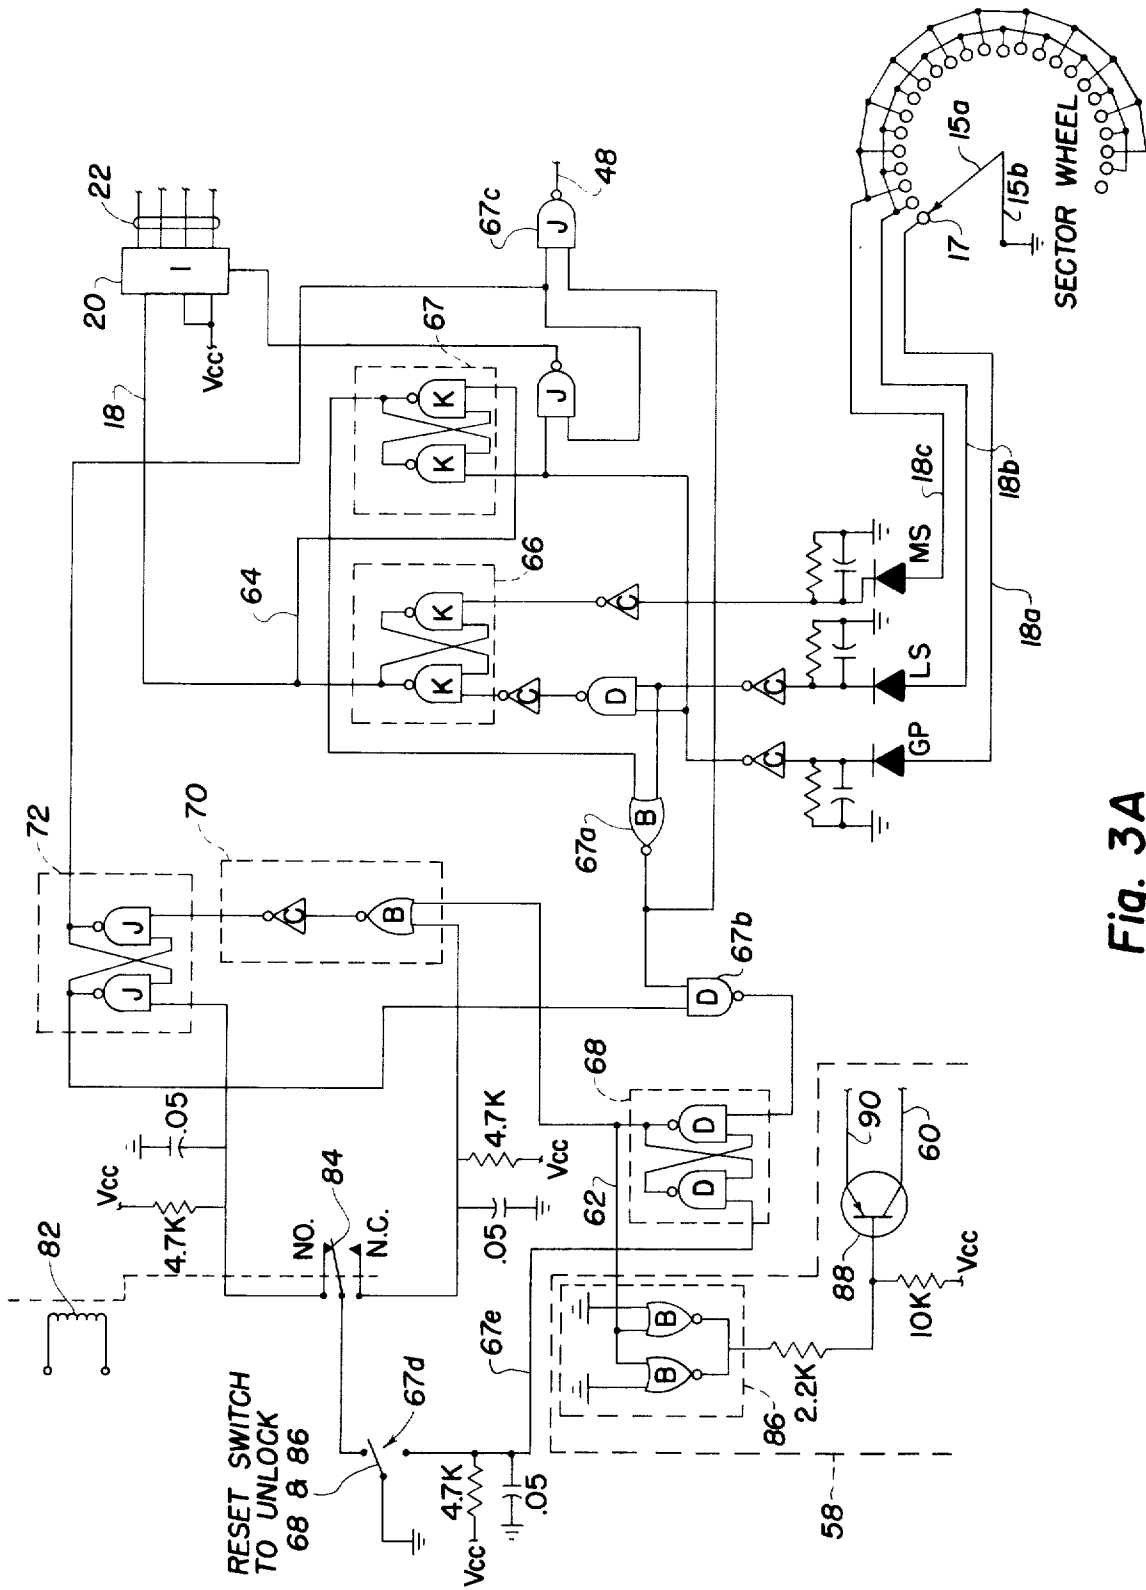 82
Vcc
4.7K
.05
72
18
20
Vcc
I
22
NO.
84
N.C.
70
J
J
C
B
64
66
K
K
67
K
K
67c
J
J
48
RESET SWITCH
TO UNLOCK
68 & 86
67d
4.7K
Vcc
.05
67e
.05
4.7K
Vcc
62
68
D
D
67b
D
67a
B
D
C
C
C
C
GP
LS
MS
18c
18b
18a
17
15a
15b
SECTOR WHEEL
58
86
B
B
2.2K
88
10K
Vcc
90
60
Fig. 3A